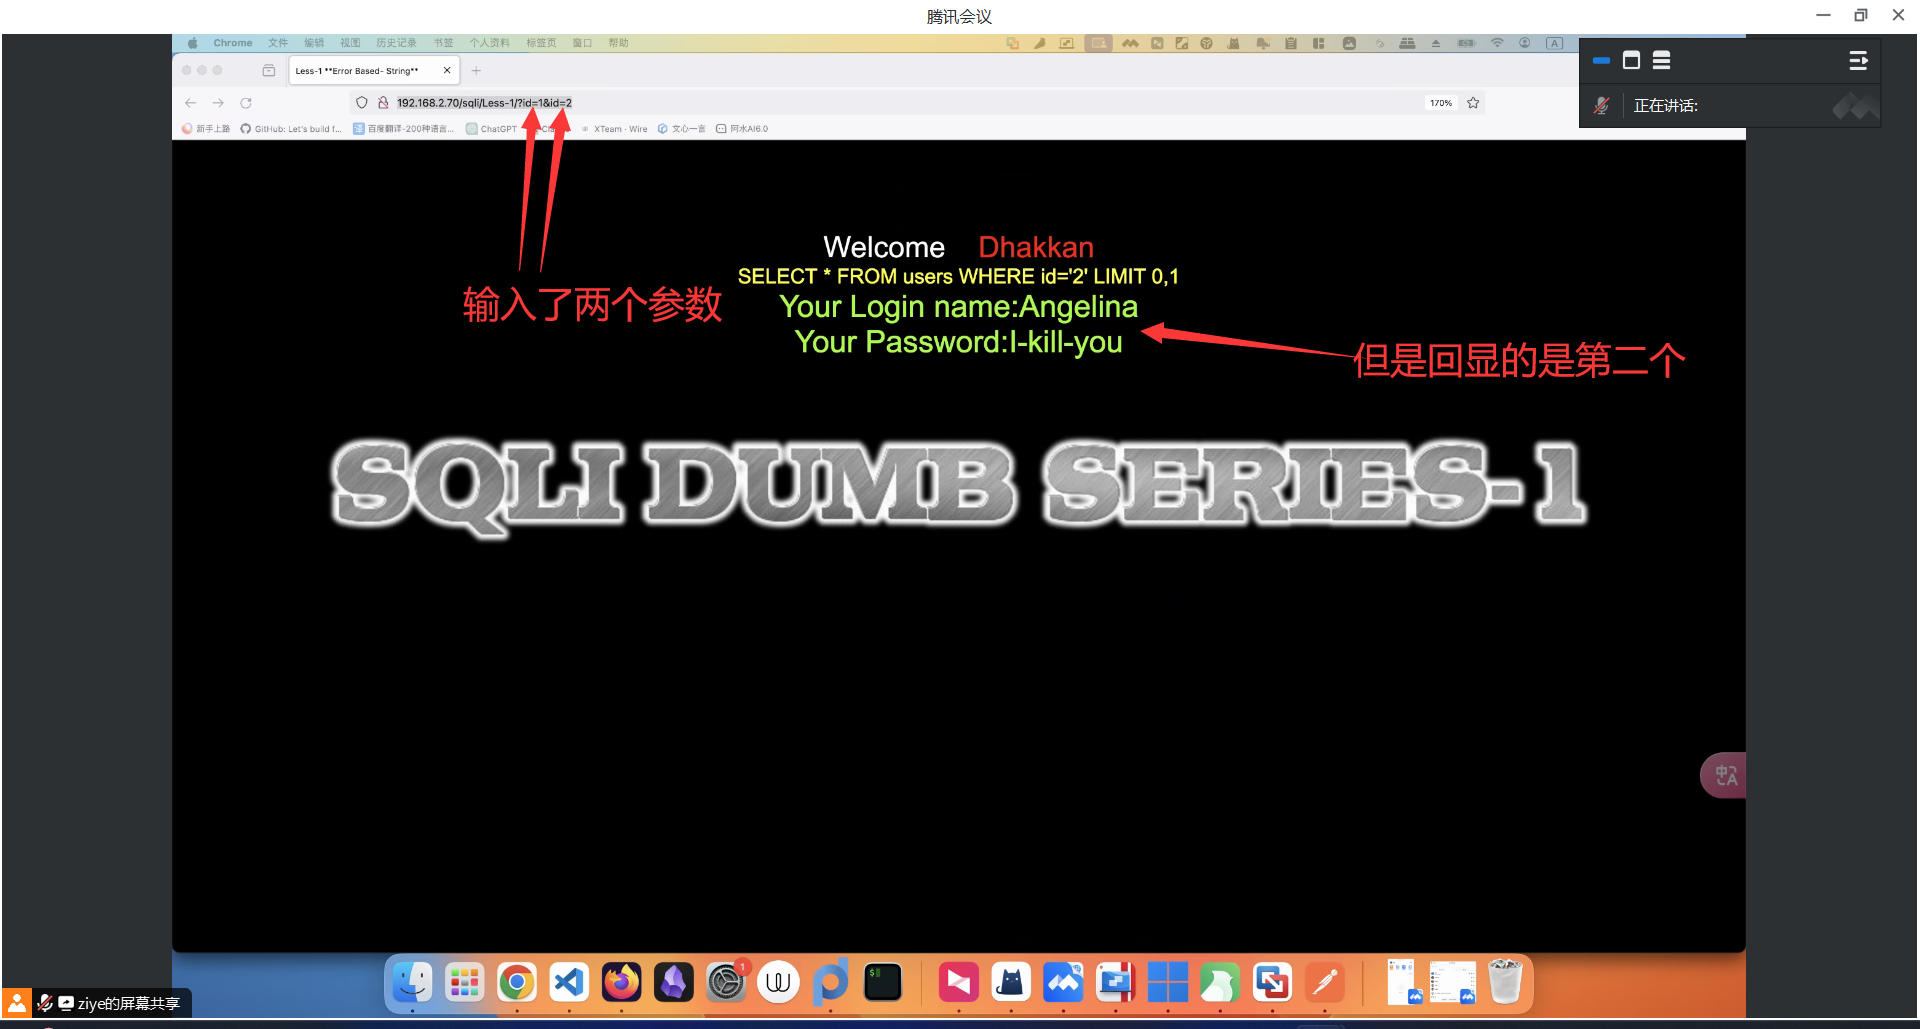 腾讯会议
Chrome 文件 编辑 视图 历史记录 书签 个人资料 标签页 窗口 帮助
Less-1 **Error Based- String**
正在讲话:
192.168.2.70/sqli/Less-1/?id=1&id=2
170%
新手上路 GitHub: Let's build f... 百度翻译-200种语言... ChatGPT XTeam · Wire 文心一言 阿水AI6.0
Welcome Dhakkan
SELECT * FROM users WHERE id='2' LIMIT 0,1
输入了两个参数
Your Login name:Angelina
Your Password:I-kill-you
但是回显的是第二个
SQLI DUMB SERIES-1
ziye的屏幕共享